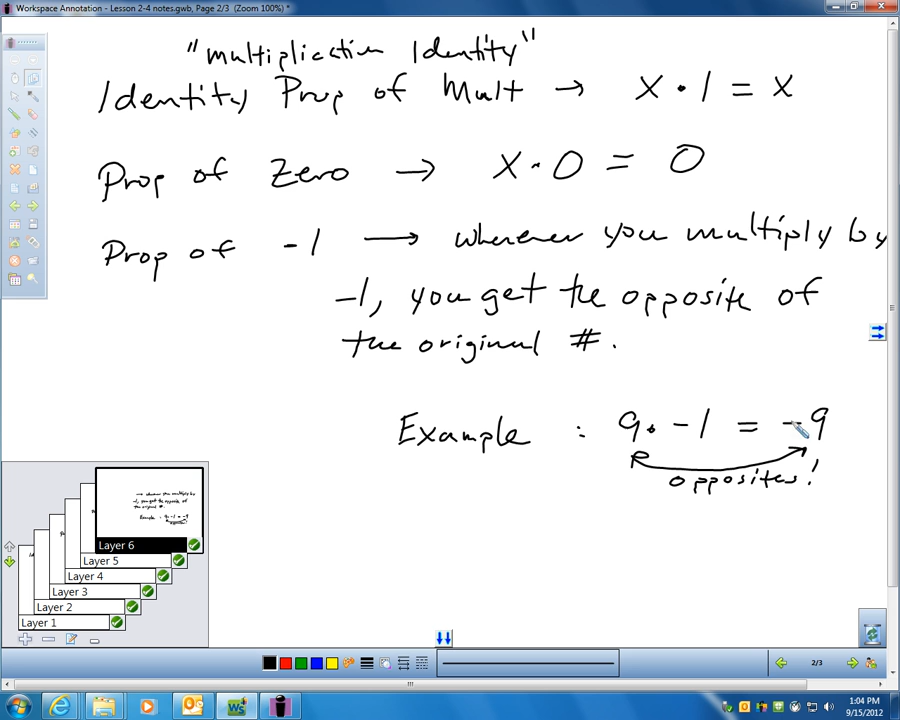 Workspace Annotation - Lesson 2-4 notes.gwb, Page 2/3 (Zoom 100%) *
"Multiplication Identity"
Identity Prop of Mult → x · 1 = x
Prop of Zero → x · 0 = 0
Prop of -1 → whenever you multiply by
-1, you get the opposite of
the original #.
Example : 9 · -1 = -9
opposites!
Layer 6
Layer 5
Layer 4
Layer 3
Layer 2
Layer 1
2/3
1:04 PM
9/15/2012